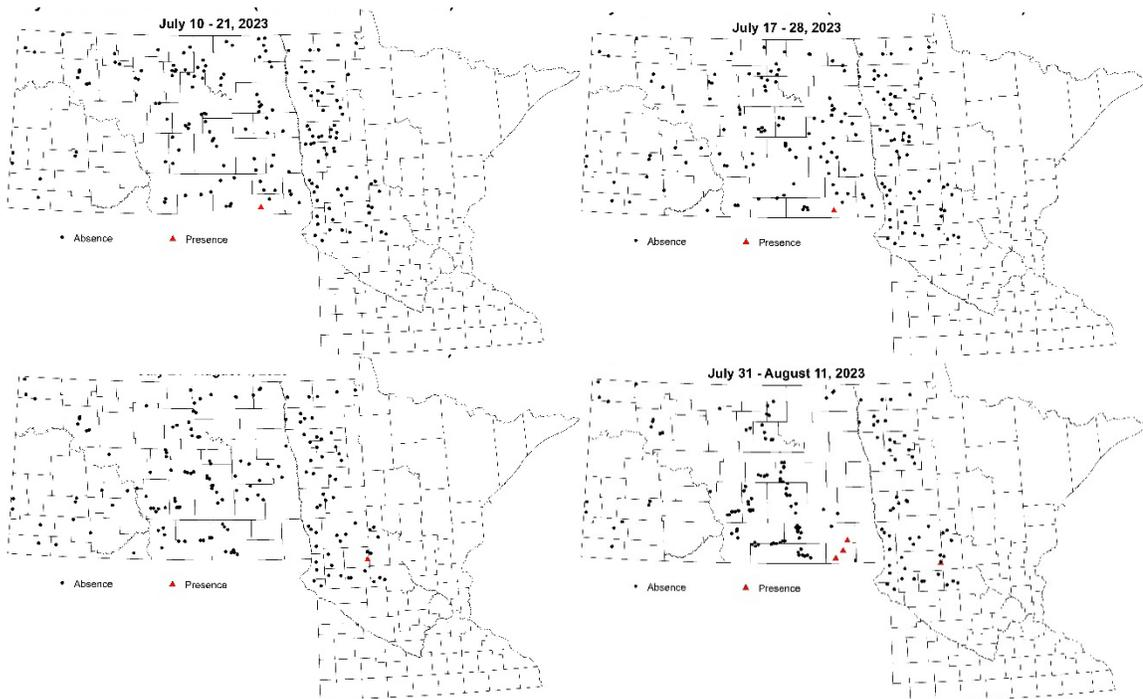 July 10 - 21, 2023
July 17 - 28, 2023
Absence Presence
Absence Presence
July 31 - August 11, 2023
Absence Presence
Absence Presence